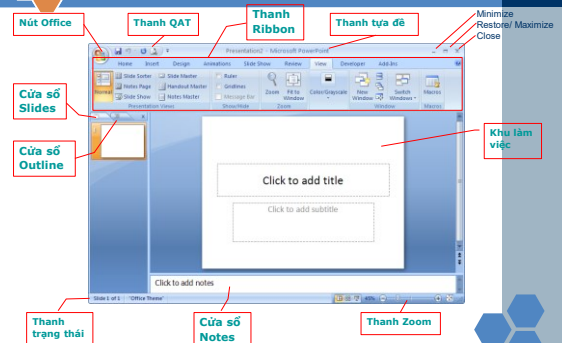 Nút Office
Thanh QAT
Thanh
Ribbon
Thanh tựa đề
Minimize
Restore/ Maximize
Close
Presentation2 - Microsoft PowerPoint
Home Insert Design Animations Slide Show Review View Developer Add-Ins
Normal
Slide Sorter
Notes Page
Slide Show
Slide Master
Handout Master
Notes Master
Presentation Views
Ruler
Gridlines
Message Bar
Show/Hide
Zoom
Fit to
Window
Zoom
Color/Grayscale
New
Window
Switch
Windows
Window
Macros
Macros
Cửa sổ
Slides
Cửa sổ
Outline
Khu làm
việc
Click to add title
Click to add subtitle
Click to add notes
Slide 1 of 1 "Office Theme"
Thanh
trạng thái
Cửa sổ
Notes
Thanh Zoom